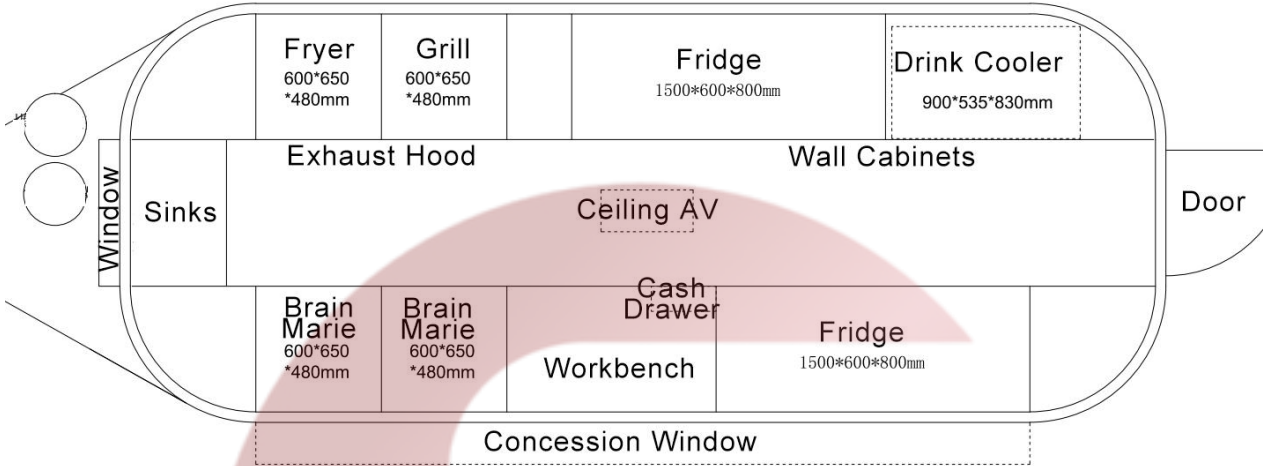 Fryer
600*650
*480mm
Grill
600*650
*480mm
Fridge
1500*600*800mm
Drink Cooler
900*535*830mm
Exhaust Hood
Wall Cabinets
Window
Sinks
Ceiling AV
Door
Cash
Drawer
Brain
Marie
600*650
*480mm
Brain
Marie
600*650
*480mm
Workbench
Fridge
1500*600*800mm
Concession Window